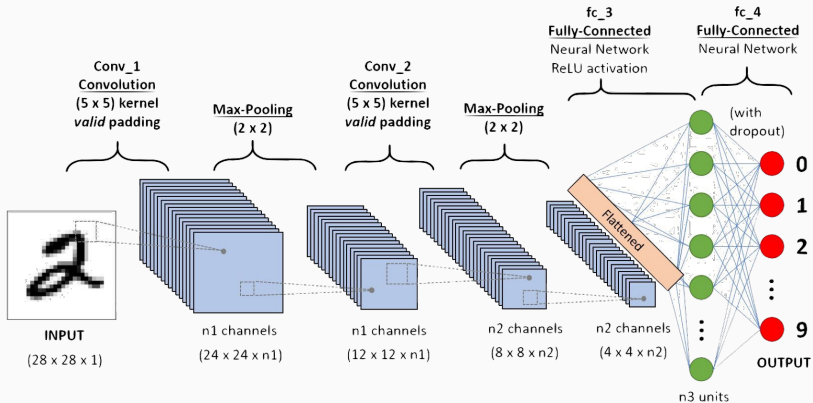 Conv_1
Convolution
(5 x 5) kernel
valid padding
Max-Pooling
(2 x 2)
Conv_2
Convolution
(5 x 5) kernel
valid padding
Max-Pooling
(2 x 2)
fc_3
Fully-Connected
Neural Network
ReLU activation
fc_4
Fully-Connected
Neural Network
(with
dropout)
Flattened
0
1
2
9
OUTPUT
2
INPUT
(28 x 28 x 1)
n1 channels
(24 x 24 x n1)
n1 channels
(12 x 12 x n1)
n2 channels
(8 x 8 x n2)
n2 channels
(4 x 4 x n2)
n3 units